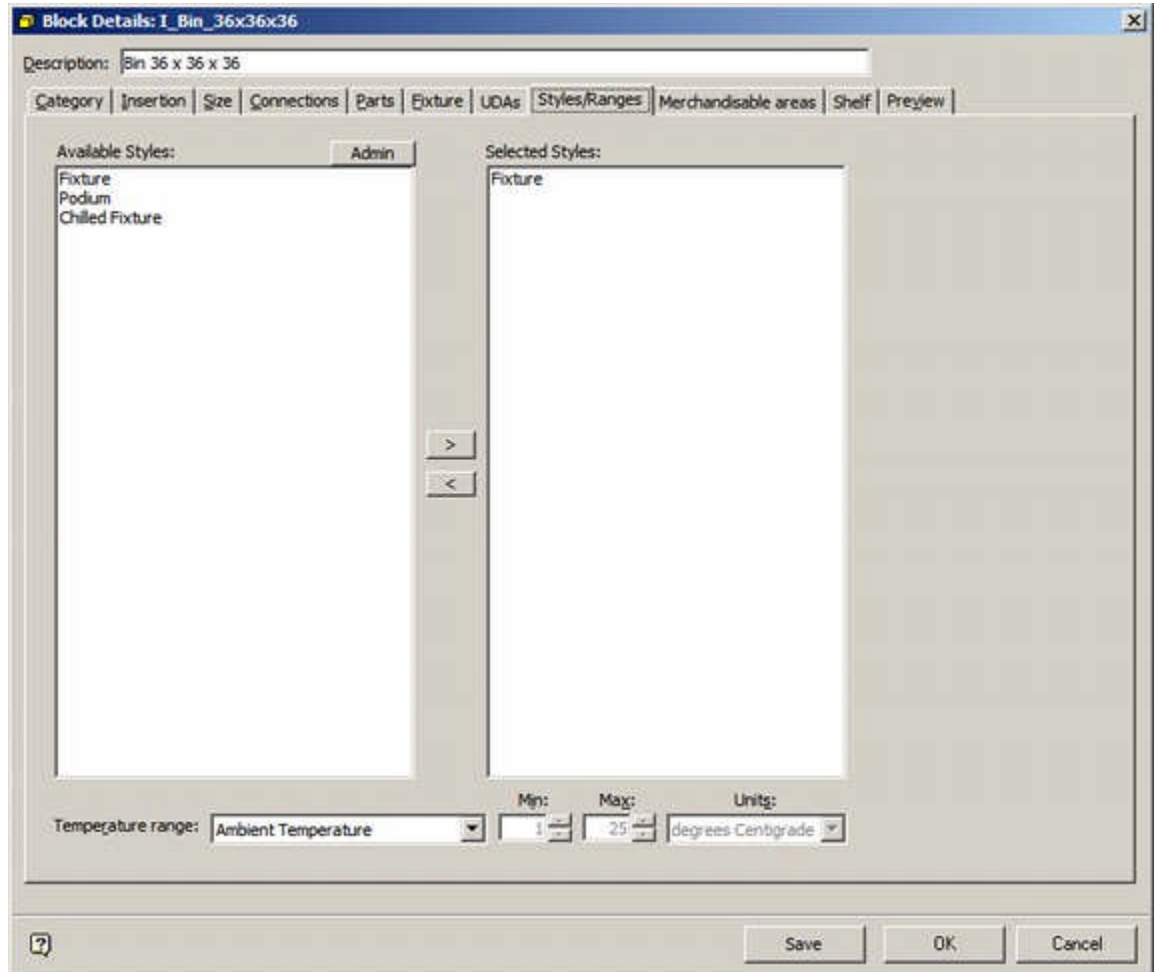 Block Details: I_Bin_36x36x36
Description: Bin 36 x 36 x 36
Category Insertion Size Connections Parts Fixture UDAs Styles/Ranges Merchandisable areas Shelf Preview
Available Styles: Admin Selected Styles:
Fixture Fixture
Podium
Chilled Fixture
>
<
Min: Max: Units:
Temperature range: Ambient Temperature 1 25 degrees Centigrade
Save OK Cancel